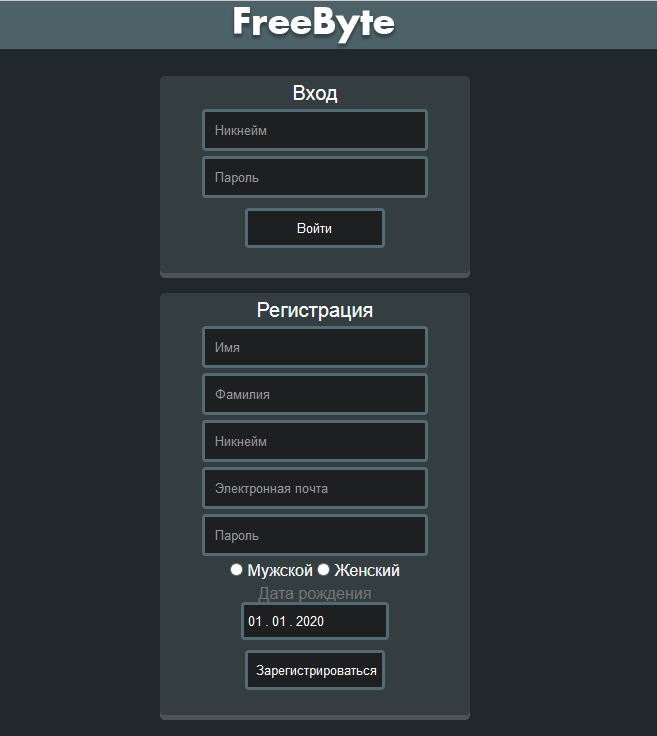 FreeByte
Вход
Никнейм
Пароль
Войти
Регистрация
Имя
Фамилия
Никнейм
Электронная почта
Пароль
Мужской Женский
Дата рождения
01 . 01 . 2020
Зарегистрироваться